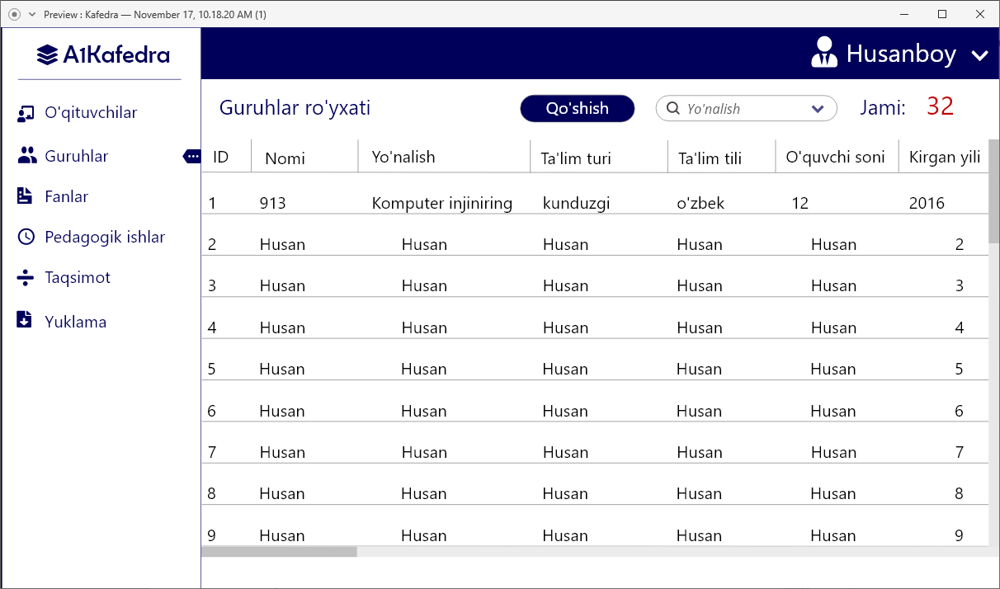 Preview : Kafedra — November 17, 10.18.20 AM (1)
A1Kafedra
Husanboy
O'qituvchilar
Guruhlar
Fanlar
Pedagogik ishlar
Taqsimot
Yuklama
Guruhlar ro'yxati
Qo'shish
Yo'nalish
Jami: 32
ID Nomi Yo'nalish Ta'lim turi Ta'lim tili O'quvchi soni Kirgan yili
1 913 Komputer injiniring kunduzgi o'zbek 12 2016
2 Husan Husan Husan Husan Husan 2
3 Husan Husan Husan Husan Husan 3
4 Husan Husan Husan Husan Husan 4
5 Husan Husan Husan Husan Husan 5
6 Husan Husan Husan Husan Husan 6
7 Husan Husan Husan Husan Husan 7
8 Husan Husan Husan Husan Husan 8
9 Husan Husan Husan Husan Husan 9